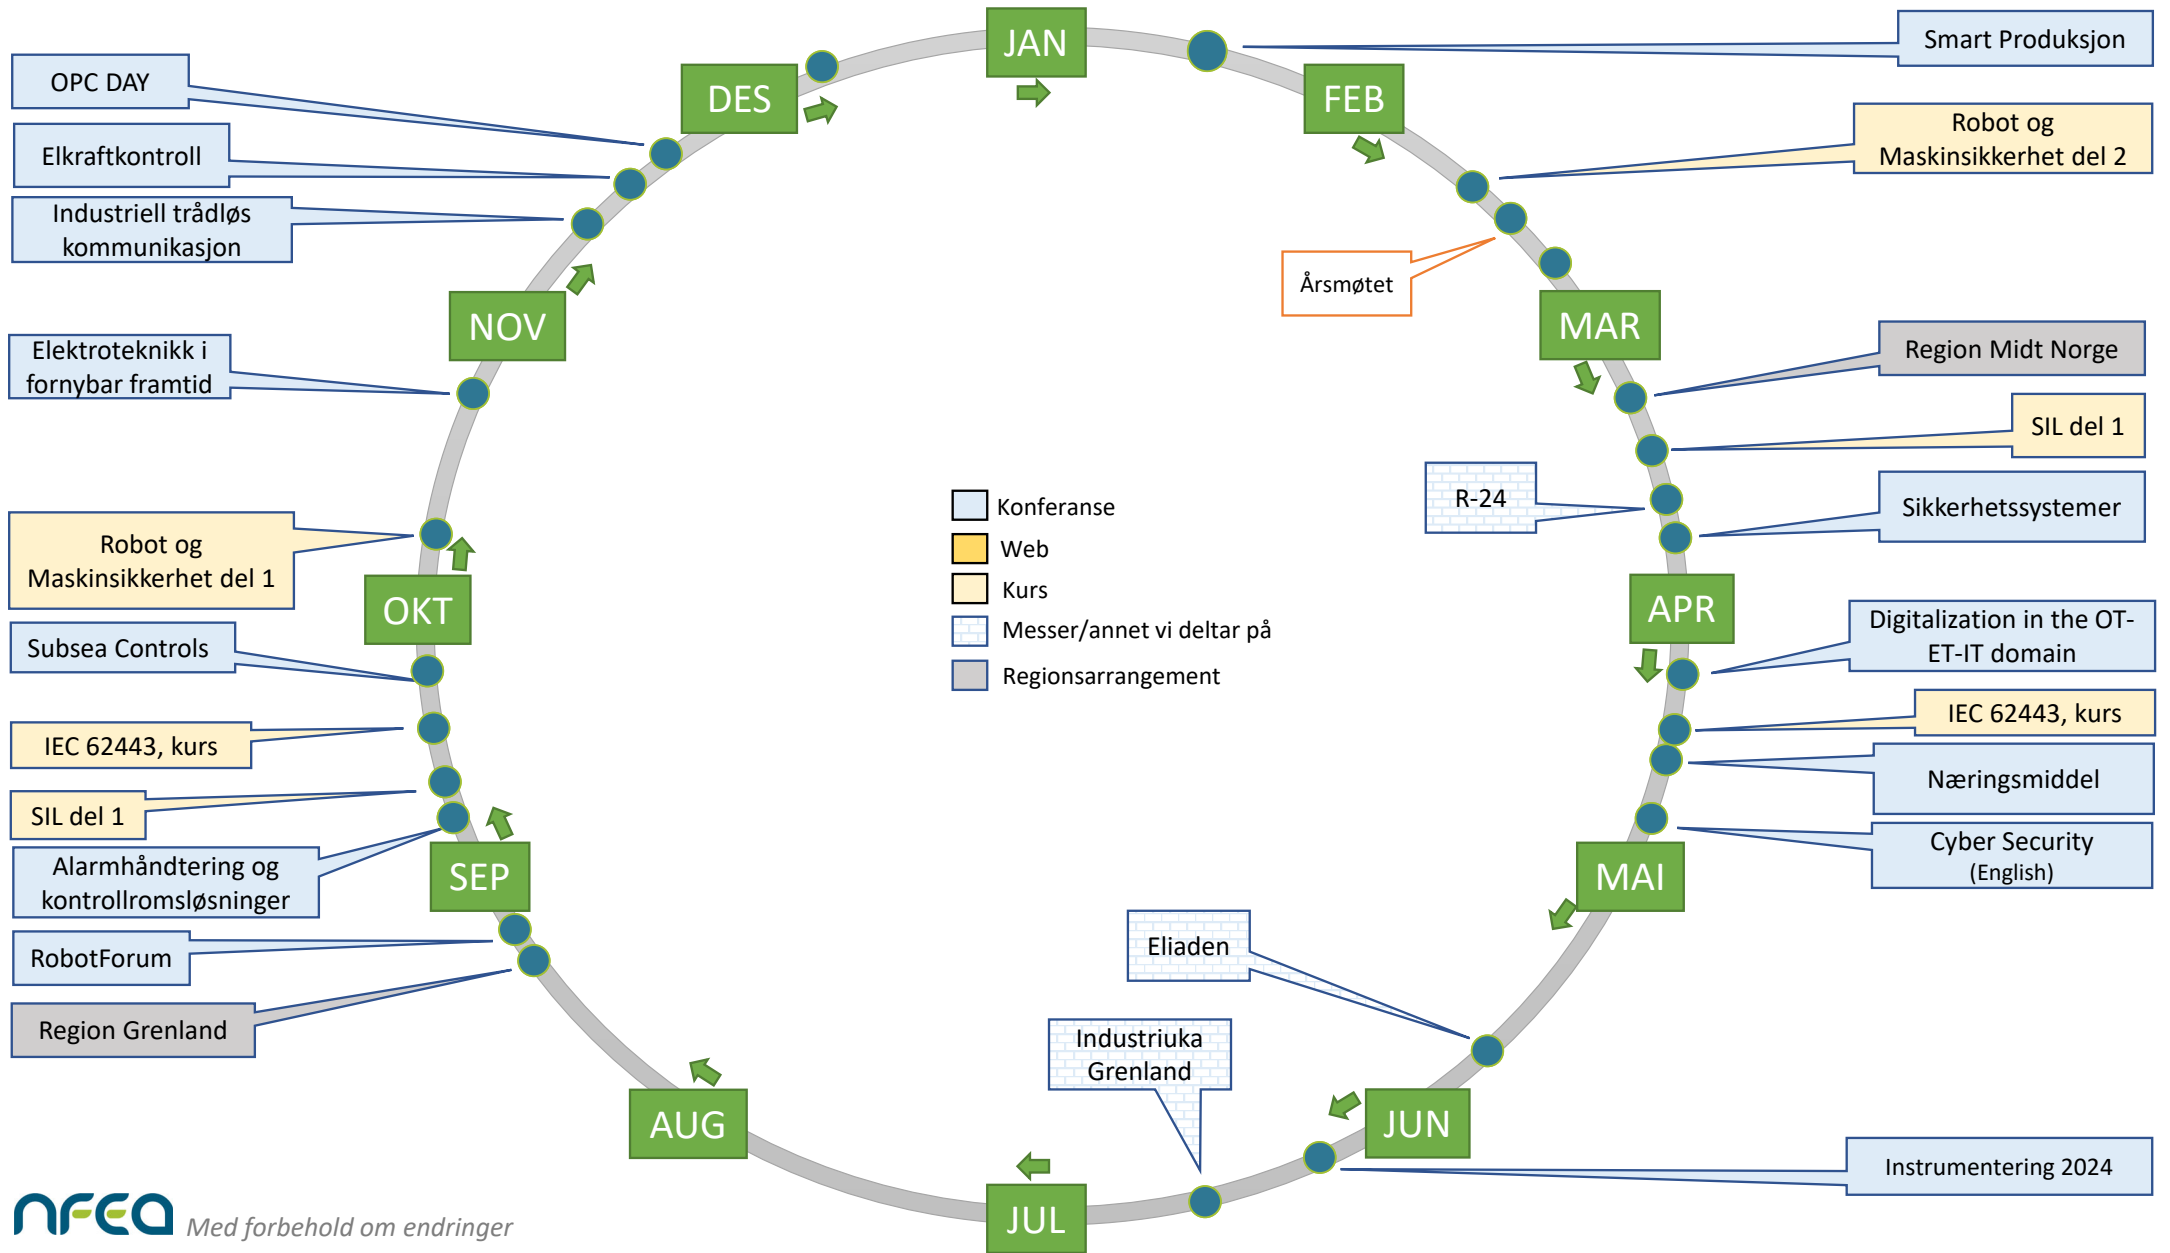 JAN
Smart Produksjon
FEB
Robot og
Maskinsikkerhet del 2
Årsmøtet
MAR
Region Midt Norge
SIL del 1
R-24
Sikkerhetssystemer
APR
Digitalization in the OT-
ET-IT domain
IEC 62443, kurs
Næringsmiddel
Cyber Security
(English)
MAI
Eliaden
JUN
Instrumentering 2024
Industriuka
Grenland
JUL
AUG
Region Grenland
RobotForum
SEP
Alarmhåndtering og
kontrollromsløsninger
SIL del 1
IEC 62443, kurs
Subsea Controls
OKT
Robot og
Maskinsikkerhet del 1
Elektroteknikk i
fornybar framtid
NOV
Industriell trådløs
kommunikasjon
Elkraftkontroll
OPC DAY
DES
Konferanse
Web
Kurs
Messer/annet vi deltar på
Regionsarrangement
nfea
Med forbehold om endringer